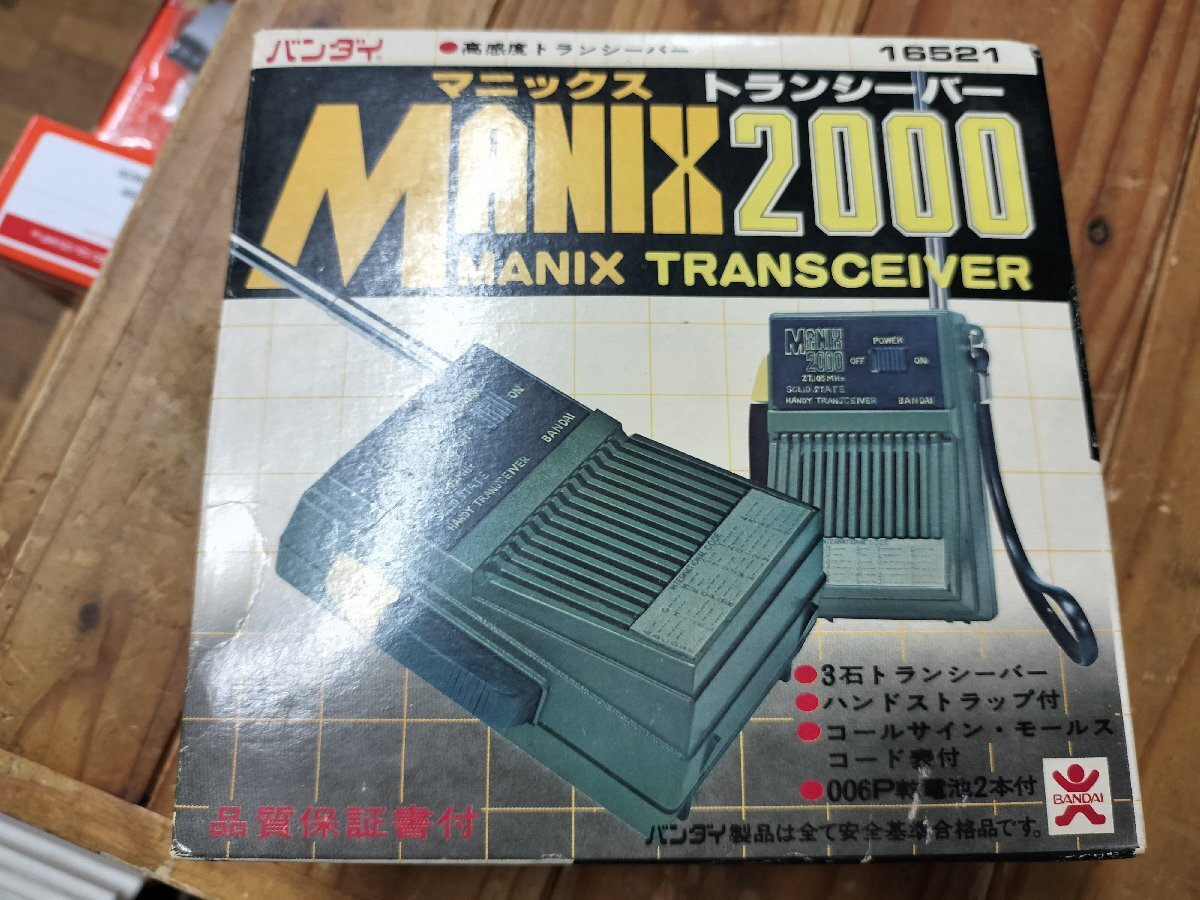 バンダイ
●高感度トランシーバー
16521
マニックス トランシーバー
MANIX 2000
MANIX TRANSCEIVER
MANIX
2000
POWER
OFF
ON
27.05MHz
SOLID STATE
HANDY TRANSCEIVER
BANDAI
ON
BANDAI
HANDY TRANSCEIVER
INTERNATIONAL CODE
●3石トランシーバー
●ハンドストラップ付
●コールサイン・モールス
コード表付
●006P乾電池2本付
BANDAI
品質保証書付
バンダイ製品は全て安全基準合格品です。